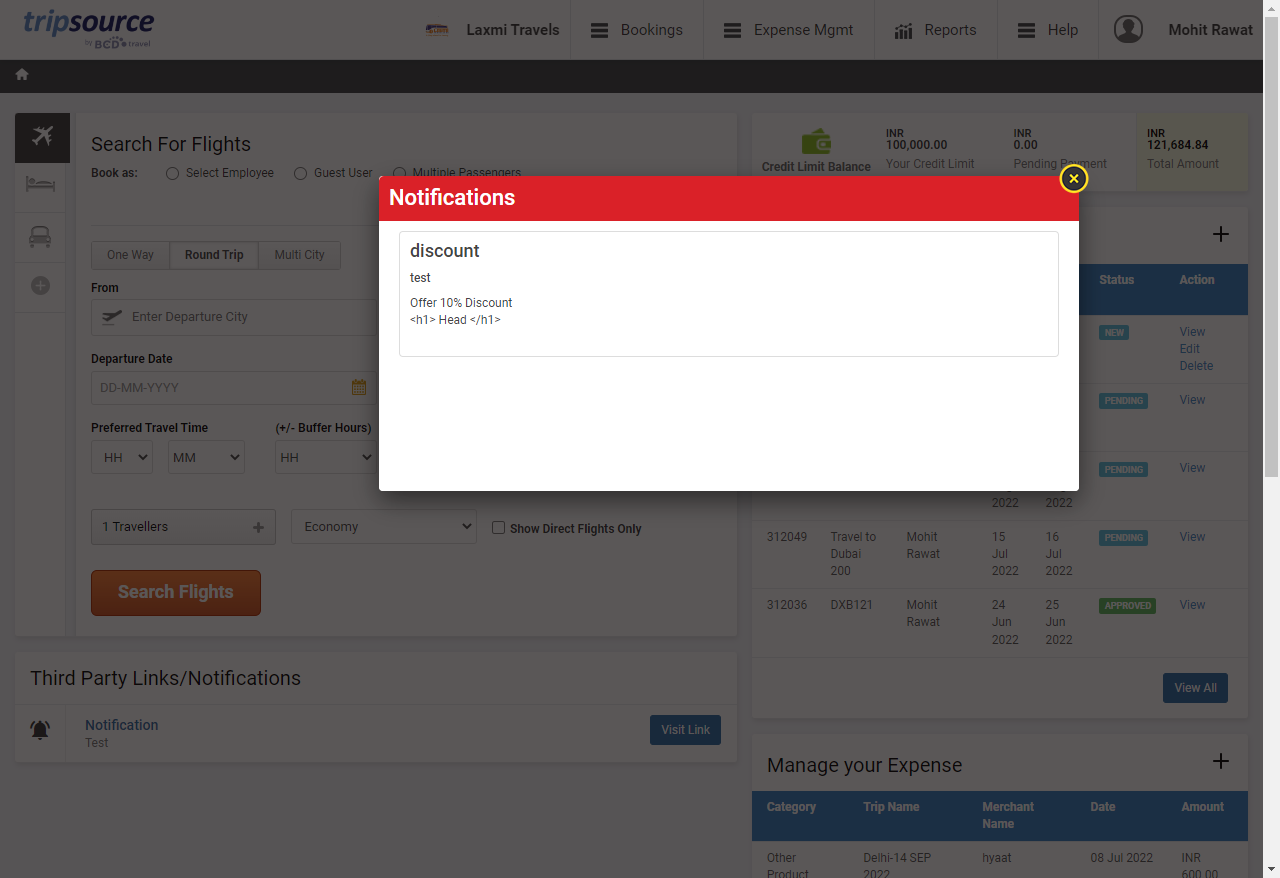 tripsource
by BCD travel
Laxmi Travels
Bookings
Expense Mgmt
Reports
Help
Mohit Rawat
Search For Flights
Book as:
Select Employee
Guest User
Multiple Passengers
One Way
Round Trip
Multi City
From
Enter Departure City
Departure Date
DD-MM-YYYY
Preferred Travel Time
(+/- Buffer Hours)
HH
MM
HH
1 Travellers
Economy
Show Direct Flights Only
Search Flights
Third Party Links/Notifications
Notification
Test
Visit Link
Credit Limit Balance
INR
100,000.00
Your Credit Limit
INR
0.00
Pending Payment
INR
121,684.84
Total Amount
Notifications
discount
test
Offer 10% Discount
<h1> Head </h1>
Status
Action
NEW
View
Edit
Delete
PENDING
View
PENDING
View
2022
2022
312049
Travel to
Dubai
200
Mohit
Rawat
15
Jul
2022
16
Jul
2022
PENDING
View
312036
DXB121
Mohit
Rawat
24
Jun
2022
25
Jun
2022
APPROVED
View
View All
Manage your Expense
Category
Trip Name
Merchant
Name
Date
Amount
Other
Product
Delhi-14 SEP
2022
hyaat
08 Jul 2022
INR
600.00